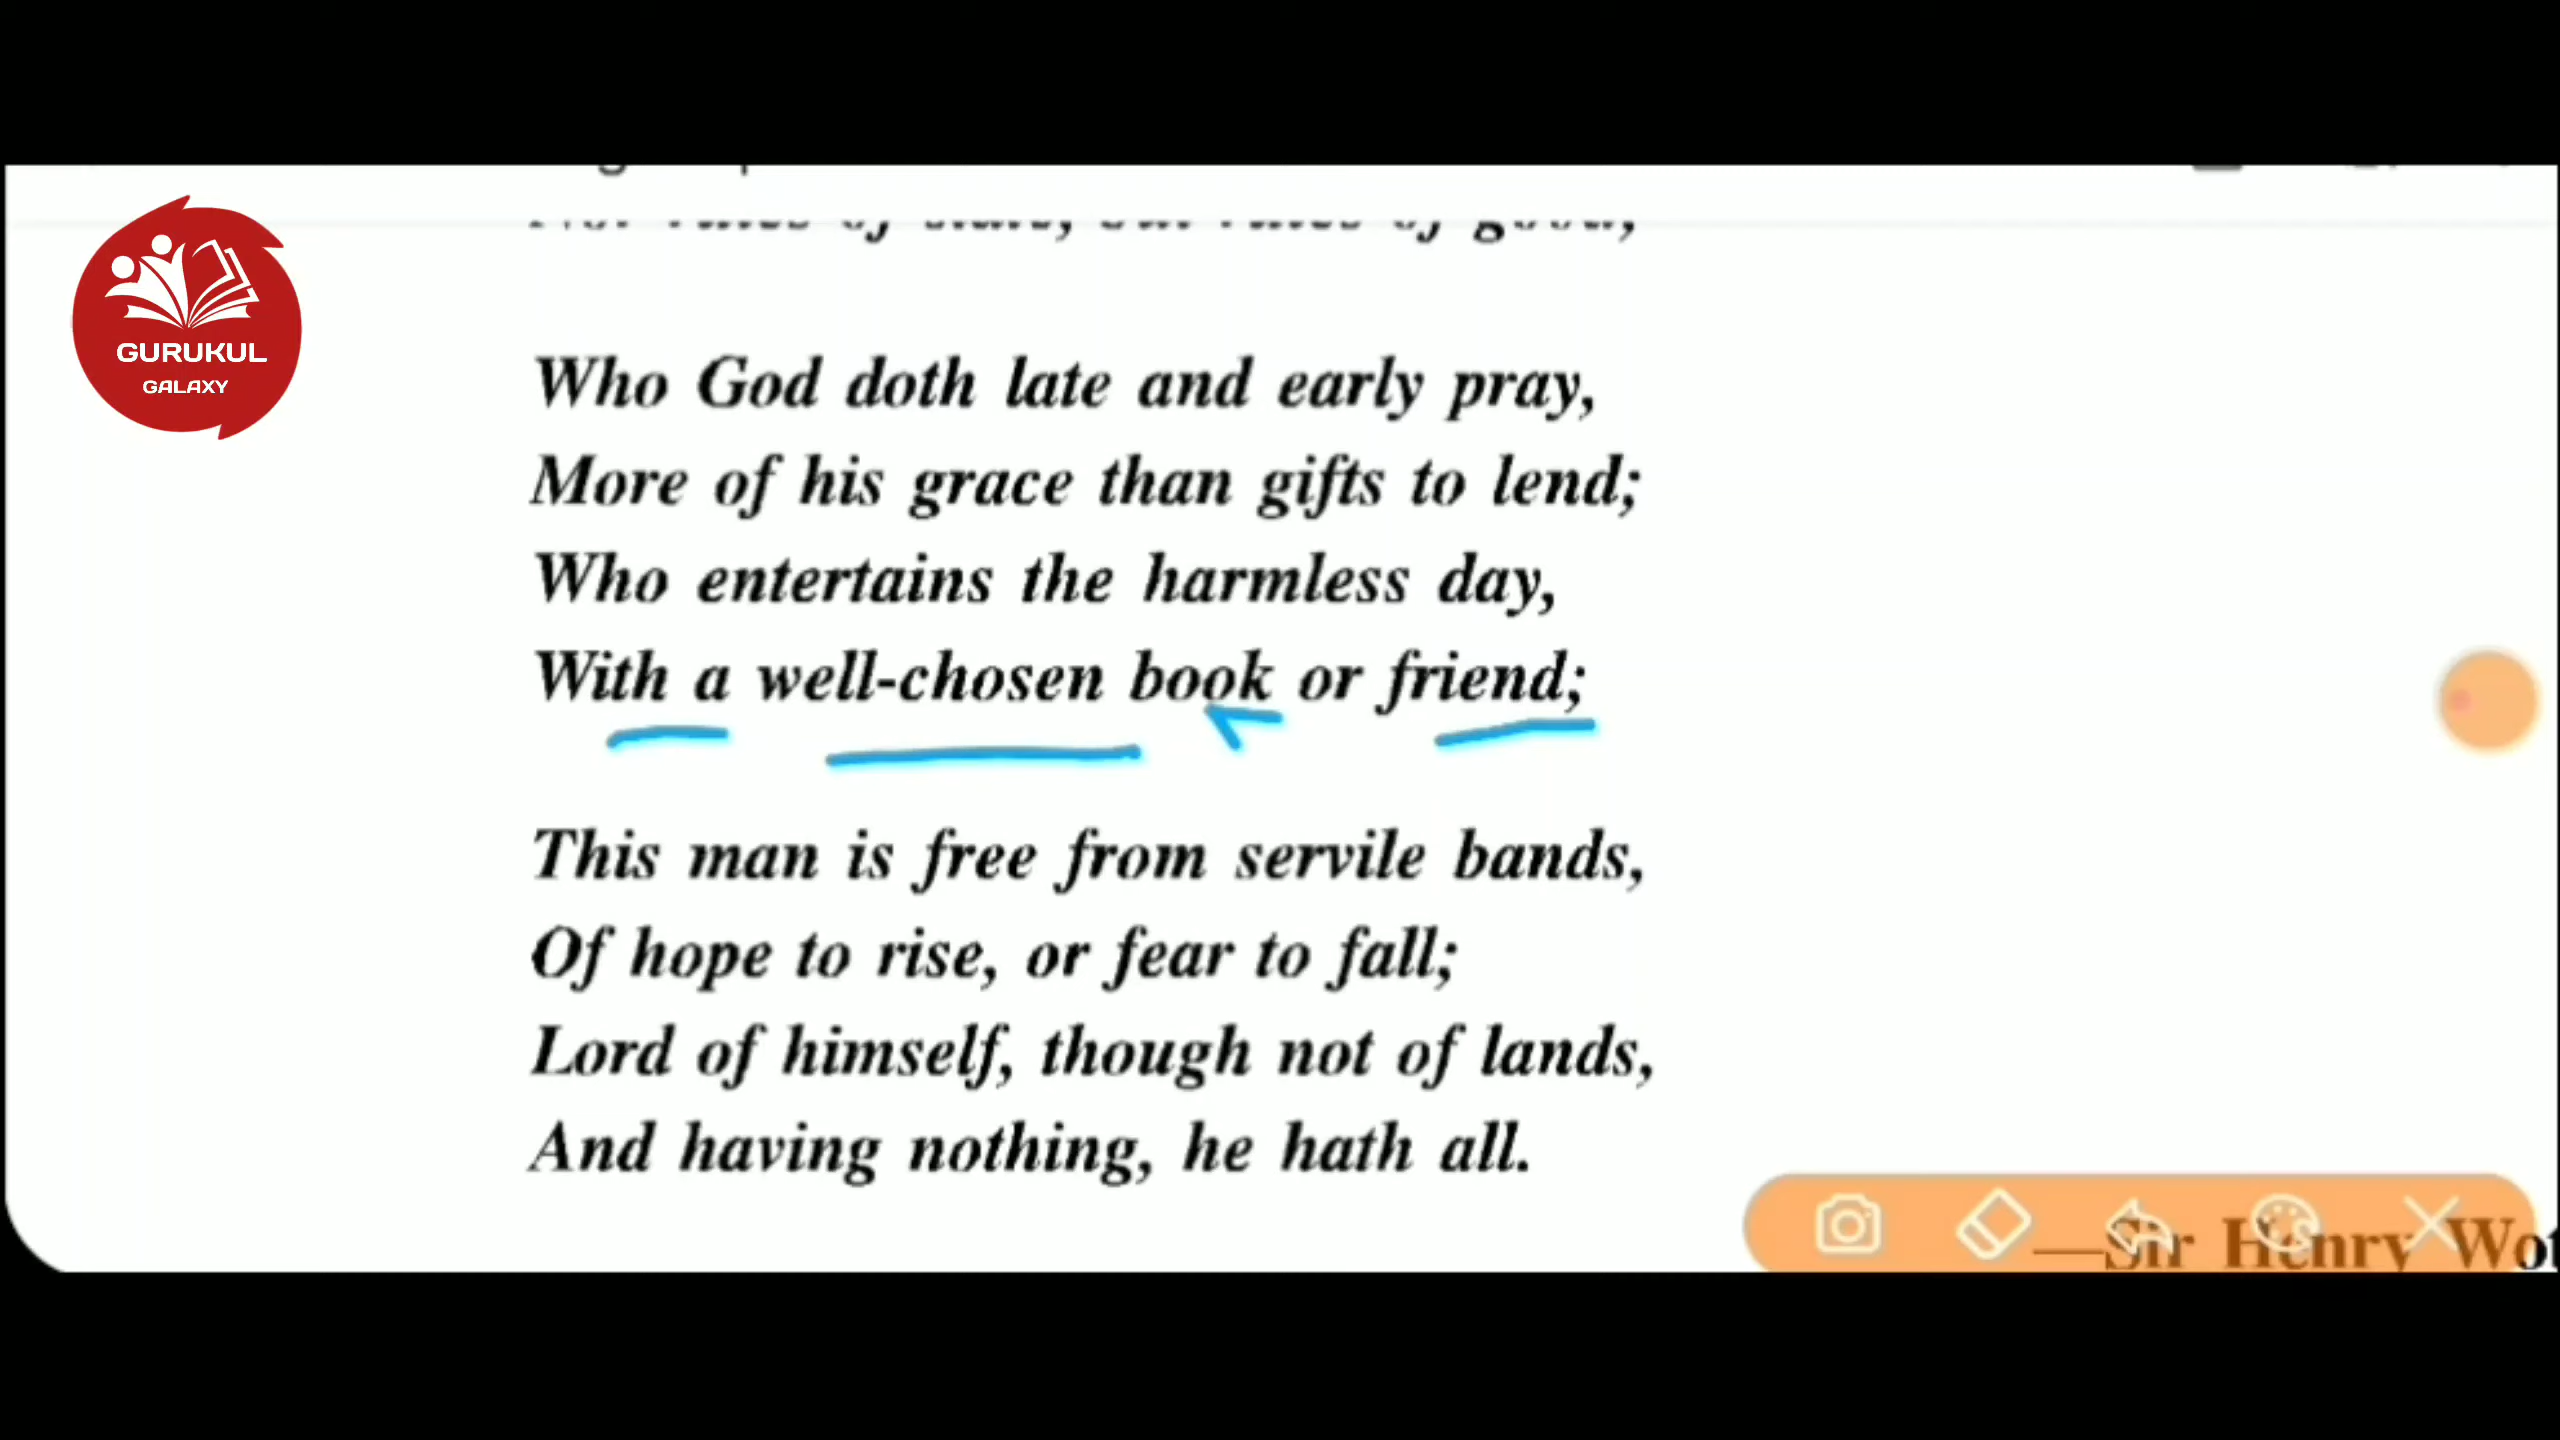 GURUKUL
GALAXY
Who God doth late and early pray,
More of his grace than gifts to lend;
Who entertains the harmless day,
With a well-chosen book or friend;
This man is free from servile bands,
Of hope to rise, or fear to fall;
Lord of himself, though not of lands,
And having nothing, he hath all.
—Sir Henry